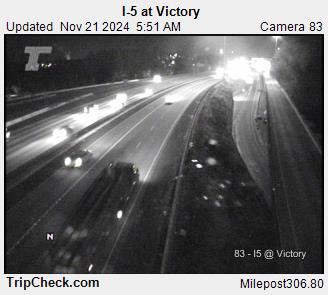 I-5 at Victory
Updated Nov 21 2024 5:51 AM Camera 83
T
N
83 - I5 @ Victory
TripCheck.com Milepost306.80